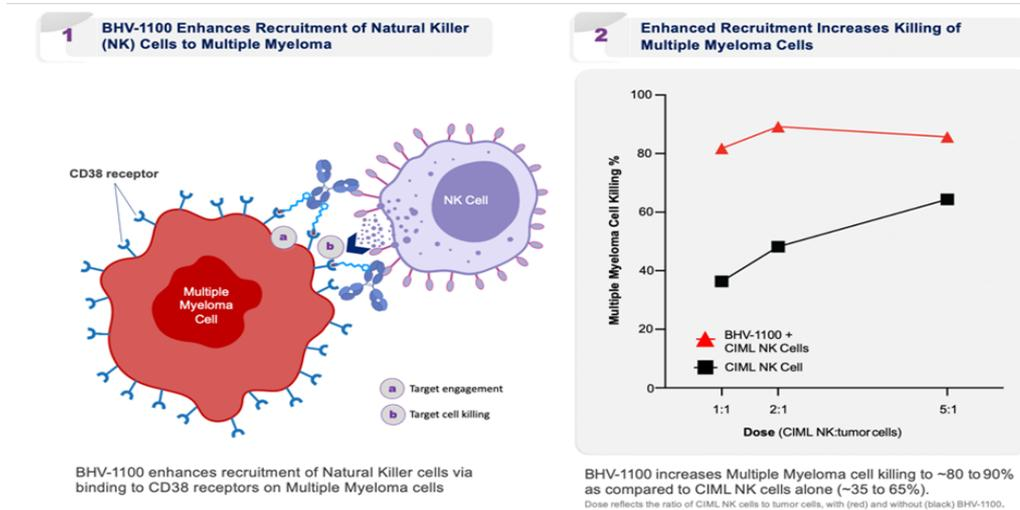 1
BHV-1100 Enhances Recruitment of Natural Killer
(NK) Cells to Multiple Myeloma
CD38 receptor
NK Cell
a
b
Multiple
Myeloma
Cell
a Target engagement
b Target cell killing
BHV-1100 enhances recruitment of Natural Killer cells via
binding to CD38 receptors on Multiple Myeloma cells
2
Enhanced Recruitment Increases Killing of
Multiple Myeloma Cells
Multiple Myeloma Cell Killing %
100
80
60
40
20
0
BHV-1100 +
CIML NK Cells
CIML NK Cell
1:1 2:1 5:1
Dose (CIML NK:tumor cells)
BHV-1100 increases Multiple Myeloma cell killing to ~80 to 90%
as compared to CIML NK cells alone (~35 to 65%).
Dose reflects the ratio of CIML NK cells to tumor cells, with (red) and without (black) BHV-1100.